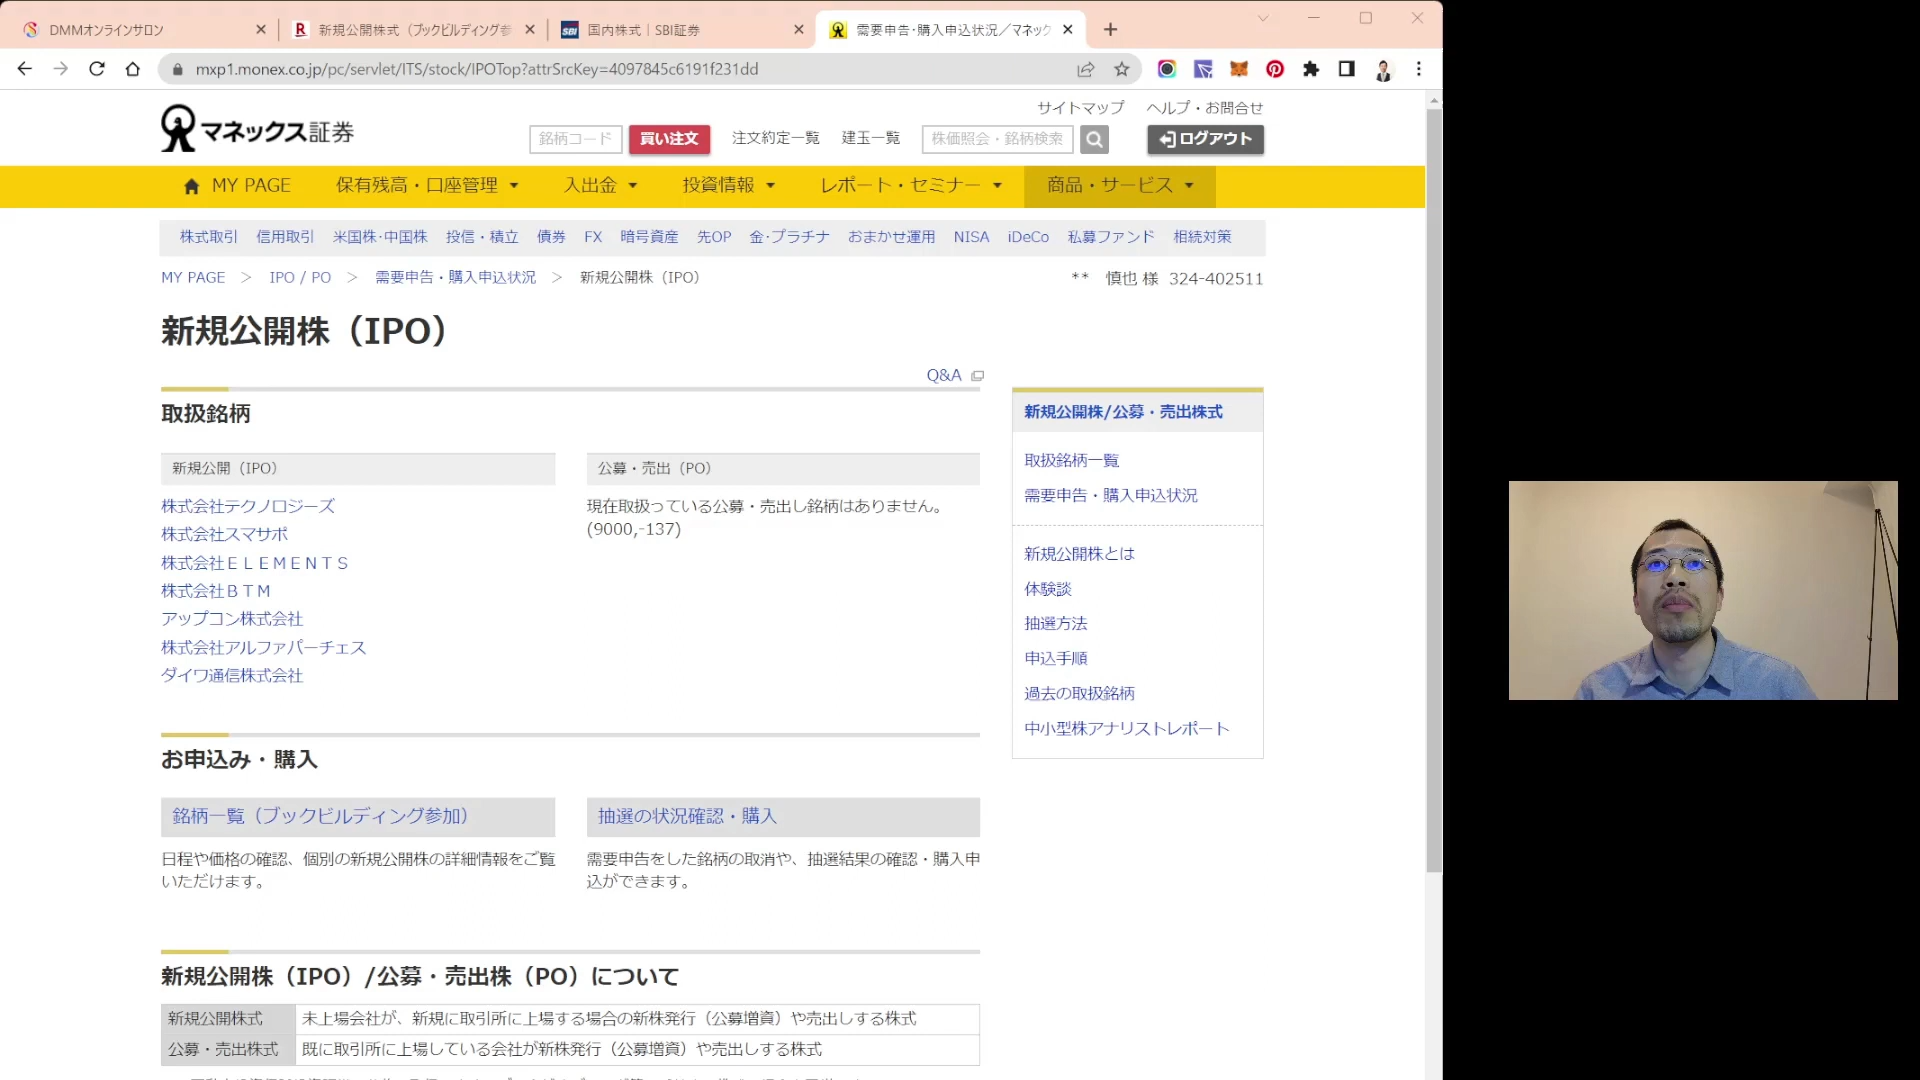 DMMオンラインサロン
新規公開株式（ブックビルディング参
国内株式｜SBI証券
需要申告･購入申込状況／マネック
mxp1.monex.co.jp/pc/servlet/ITS/stock/IPOTop?attrSrcKey=4097845c6191f231dd
サイトマップ ヘルプ・お問合せ
マネックス証券
銘柄コード 買い注文 注文約定一覧 建玉一覧 株価照会・銘柄検索 ログアウト
MY PAGE 保有残高・口座管理 入出金 投資情報 レポート・セミナー 商品・サービス
株式取引 信用取引 米国株･中国株 投信・積立 債券 FX 暗号資産 先OP 金･プラチナ おまかせ運用 NISA iDeCo 私募ファンド 相続対策
MY PAGE ＞ IPO / PO ＞ 需要申告・購入申込状況 ＞ 新規公開株（IPO）
** 慎也 様 324-402511
新規公開株（IPO）
Q&A
取扱銘柄
新規公開（IPO）
株式会社テクノロジーズ
株式会社スマサポ
株式会社ＥＬＥＭＥＮＴＳ
株式会社ＢＴＭ
アップコン株式会社
株式会社アルファパーチェス
ダイワ通信株式会社
公募・売出（PO）
現在取扱っている公募・売出し銘柄はありません。
(9000,-137)
お申込み・購入
銘柄一覧（ブックビルディング参加）
日程や価格の確認、個別の新規公開株の詳細情報をご覧
いただけます。
抽選の状況確認・購入
需要申告をした銘柄の取消や、抽選結果の確認・購入申
込ができます。
新規公開株（IPO）/公募・売出株（PO）について
新規公開株式 未上場会社が、新規に取引所に上場する場合の新株発行（公募増資）や売出しする株式
公募・売出株式 既に取引所に上場している会社が新株発行（公募増資）や売出しする株式
新規公開株/公募・売出株式
取扱銘柄一覧
需要申告・購入申込状況
新規公開株とは
体験談
抽選方法
申込手順
過去の取扱銘柄
中小型株アナリストレポート